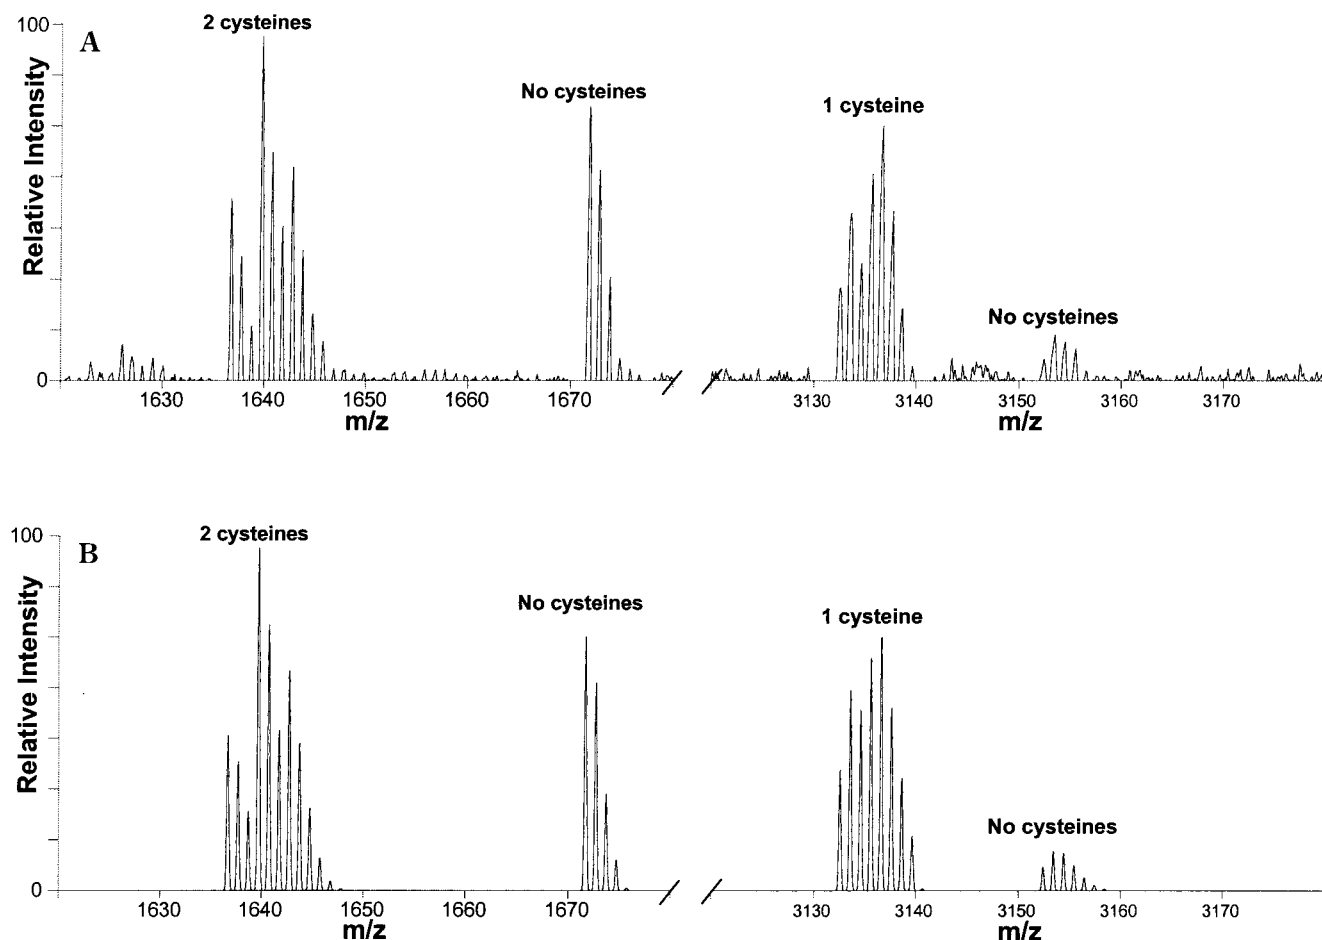 A
2 cysteines
No cysteines
1 cysteine
No cysteines
Relative Intensity
100
0
1630 1640 1650 1660 1670 3130 3140 3150 3160 3170
m/z m/z
B
2 cysteines
No cysteines
1 cysteine
No cysteines
Relative Intensity
100
0
1630 1640 1650 1660 1670 3130 3140 3150 3160 3170
m/z m/z